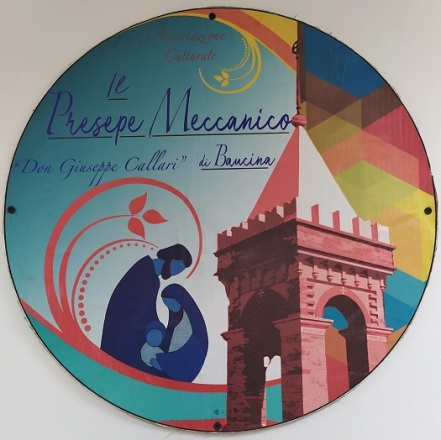 Associazione
Culturale
Il
Presepe Meccanico
"Don Giuseppe Callari" di Baucina